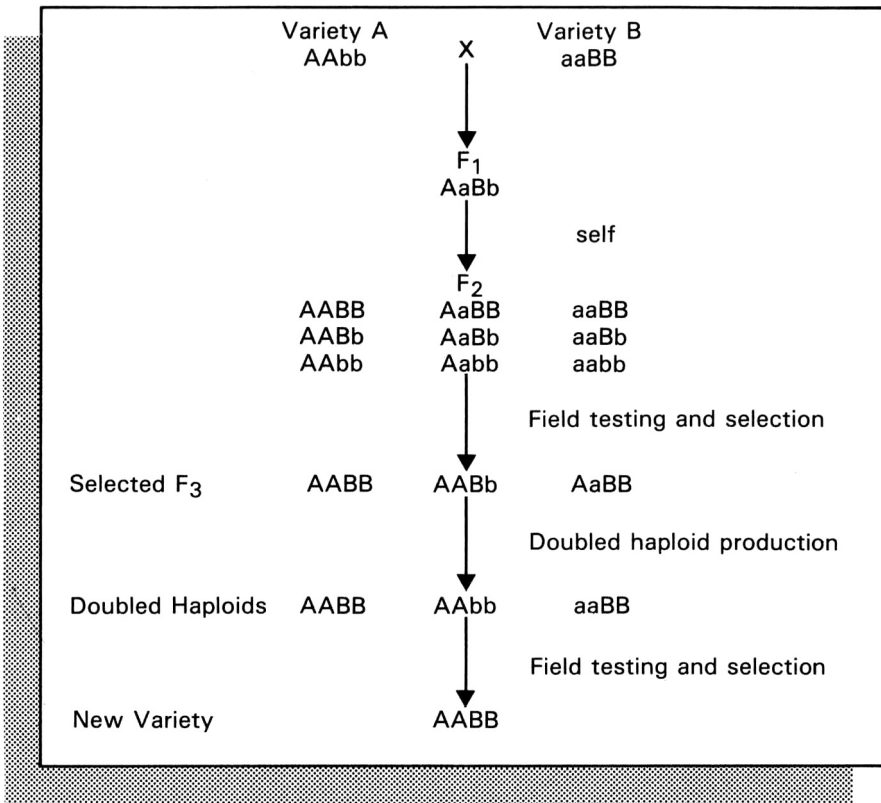 Variety A X Variety B
AAbb aaBB
F1
AaBb
self
F2
AABB AaBB aaBB
AABb AaBb aaBb
AAbb Aabb aabb
Field testing and selection
Selected F3 AABB AABb AaBB
Doubled haploid production
Doubled Haploids AABB AAbb aaBB
Field testing and selection
New Variety AABB